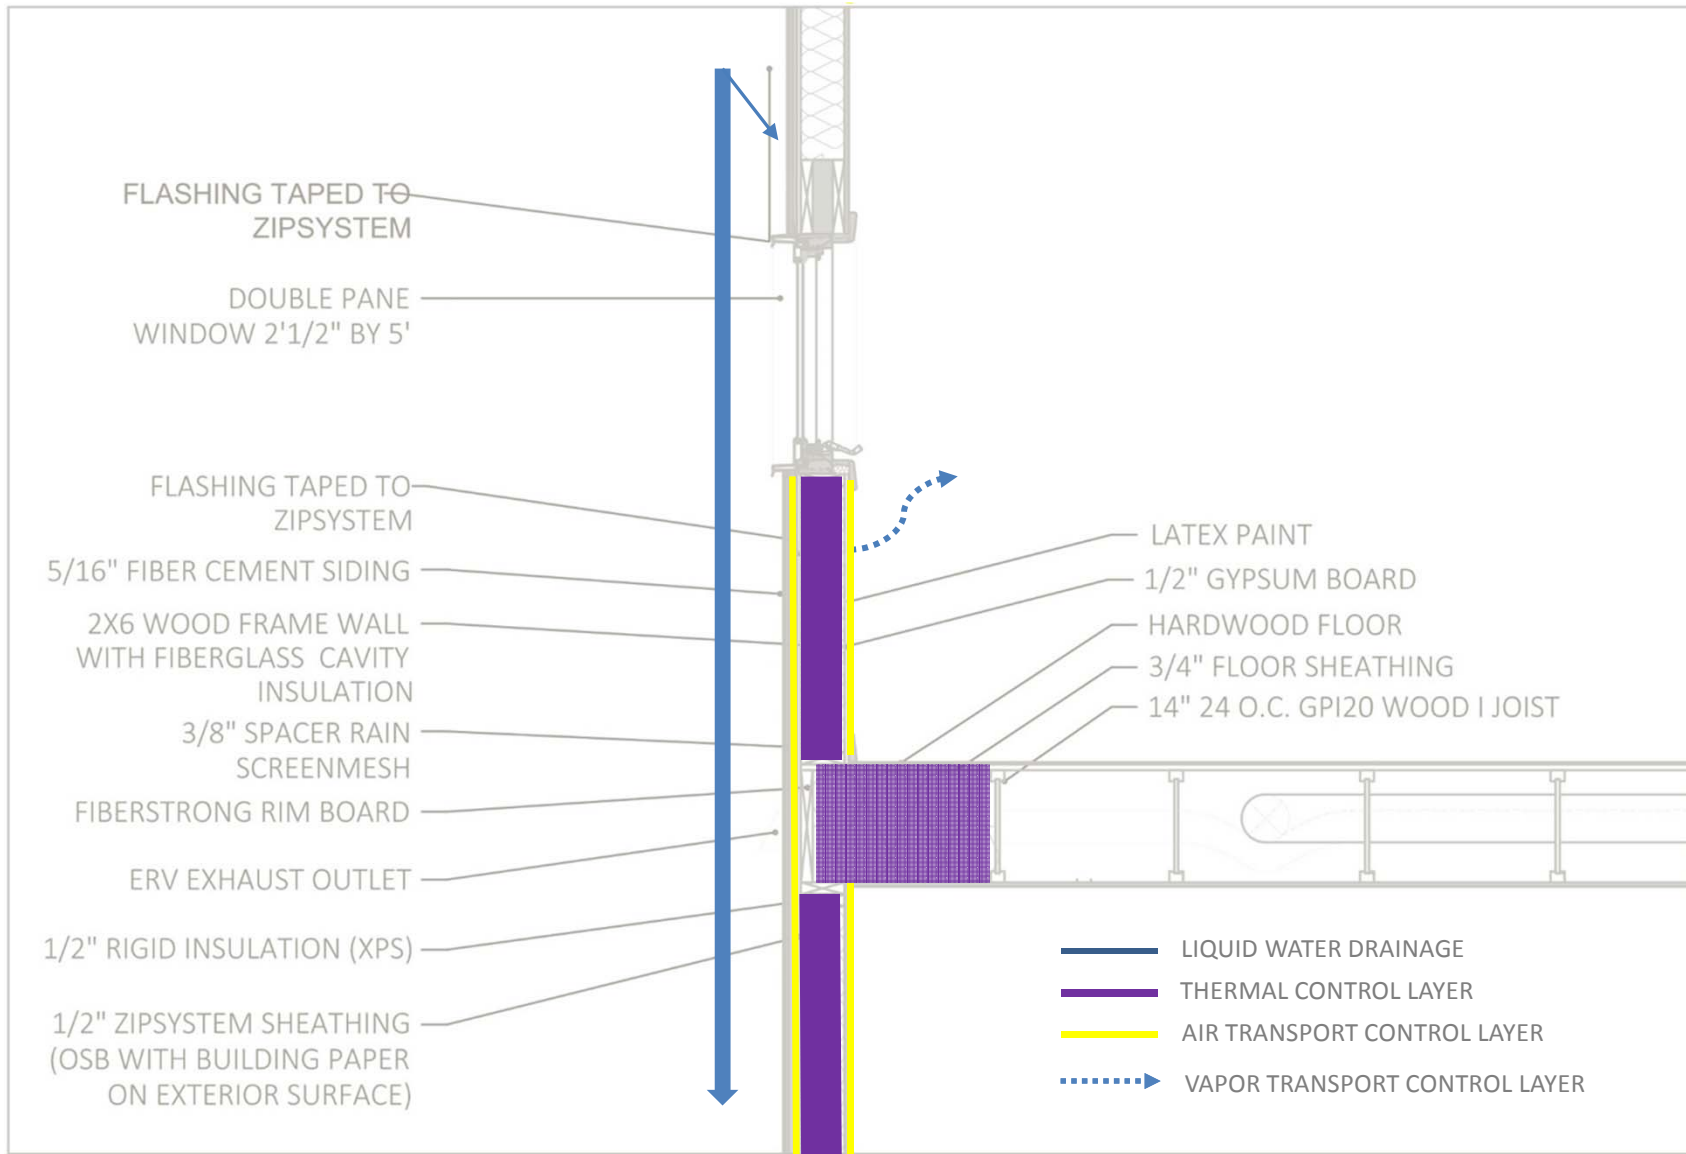 FLASHING TAPED TO
ZIPSYSTEM
DOUBLE PANE
WINDOW 2'1/2" BY 5'
FLASHING TAPED TO
ZIPSYSTEM
5/16" FIBER CEMENT SIDING
2X6 WOOD FRAME WALL
WITH FIBERGLASS CAVITY
INSULATION
3/8" SPACER RAIN
SCREENMESH
FIBERSTRONG RIM BOARD
ERV EXHAUST OUTLET
1/2" RIGID INSULATION (XPS)
1/2" ZIPSYSTEM SHEATHING
(OSB WITH BUILDING PAPER
ON EXTERIOR SURFACE)
LATEX PAINT
1/2" GYPSUM BOARD
HARDWOOD FLOOR
3/4" FLOOR SHEATHING
14" 24 O.C. GPI20 WOOD I JOIST
LIQUID WATER DRAINAGE
THERMAL CONTROL LAYER
AIR TRANSPORT CONTROL LAYER
VAPOR TRANSPORT CONTROL LAYER